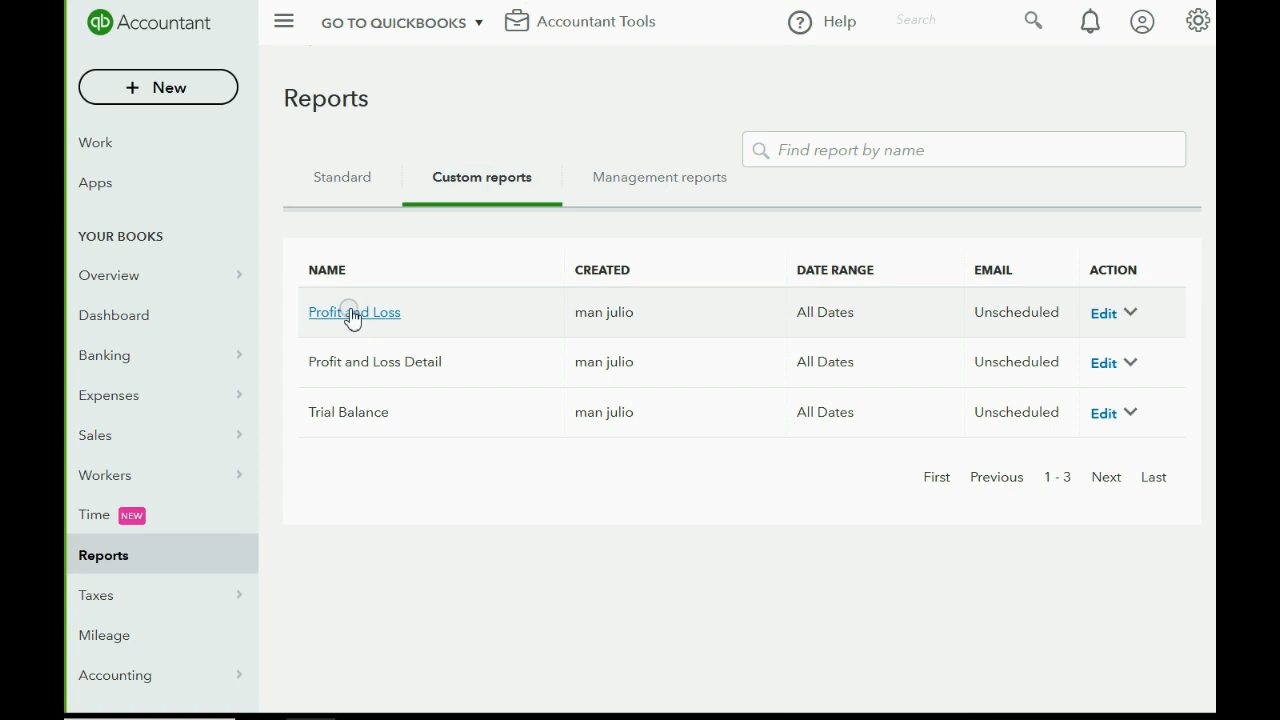 qb Accountant
GO TO QUICKBOOKS ▼
Accountant Tools
? Help
Search
+ New
Work
Apps
YOUR BOOKS
Overview
Dashboard
Banking
Expenses
Sales
Workers
Time NEW
Reports
Taxes
Mileage
Accounting
Reports
Find report by name
Standard Custom reports Management reports
NAME CREATED DATE RANGE EMAIL ACTION
Profit and Loss man julio All Dates Unscheduled Edit
Profit and Loss Detail man julio All Dates Unscheduled Edit
Trial Balance man julio All Dates Unscheduled Edit
First Previous 1 - 3 Next Last